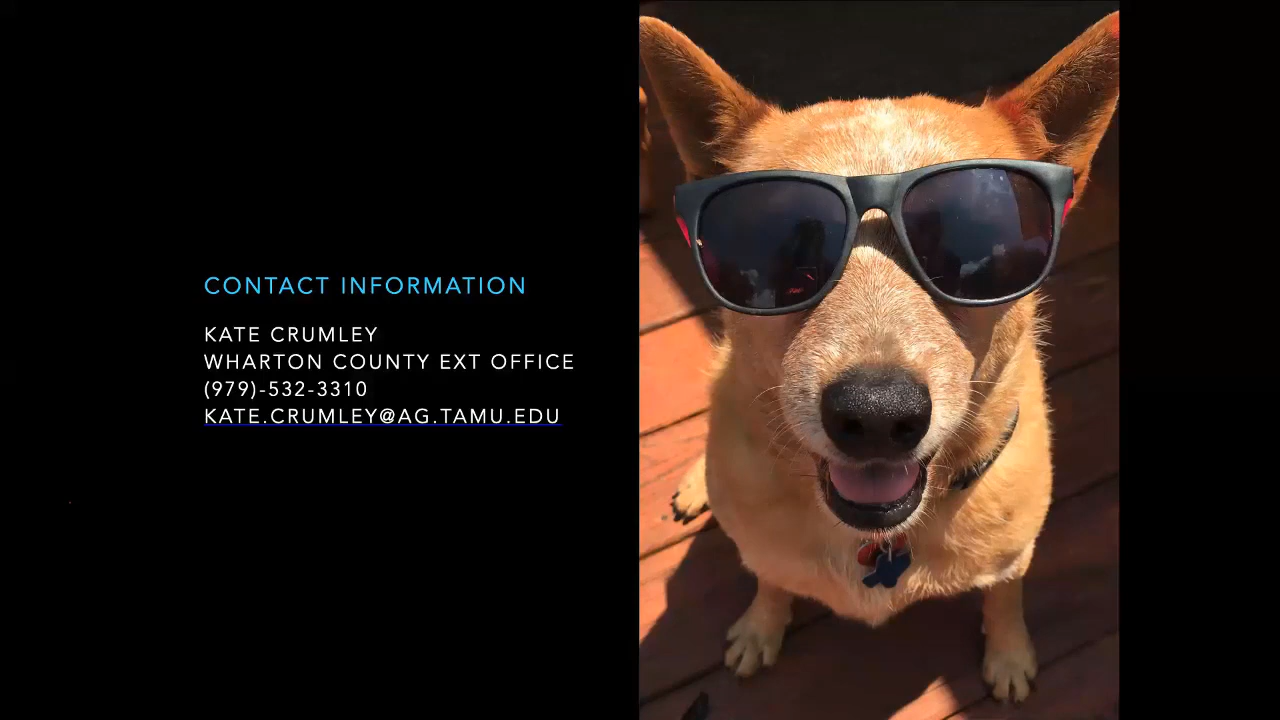 CONTACT INFORMATION
KATE CRUMLEY
WHARTON COUNTY EXT OFFICE
(979)-532-3310
KATE.CRUMLEY@AG.TAMU.EDU